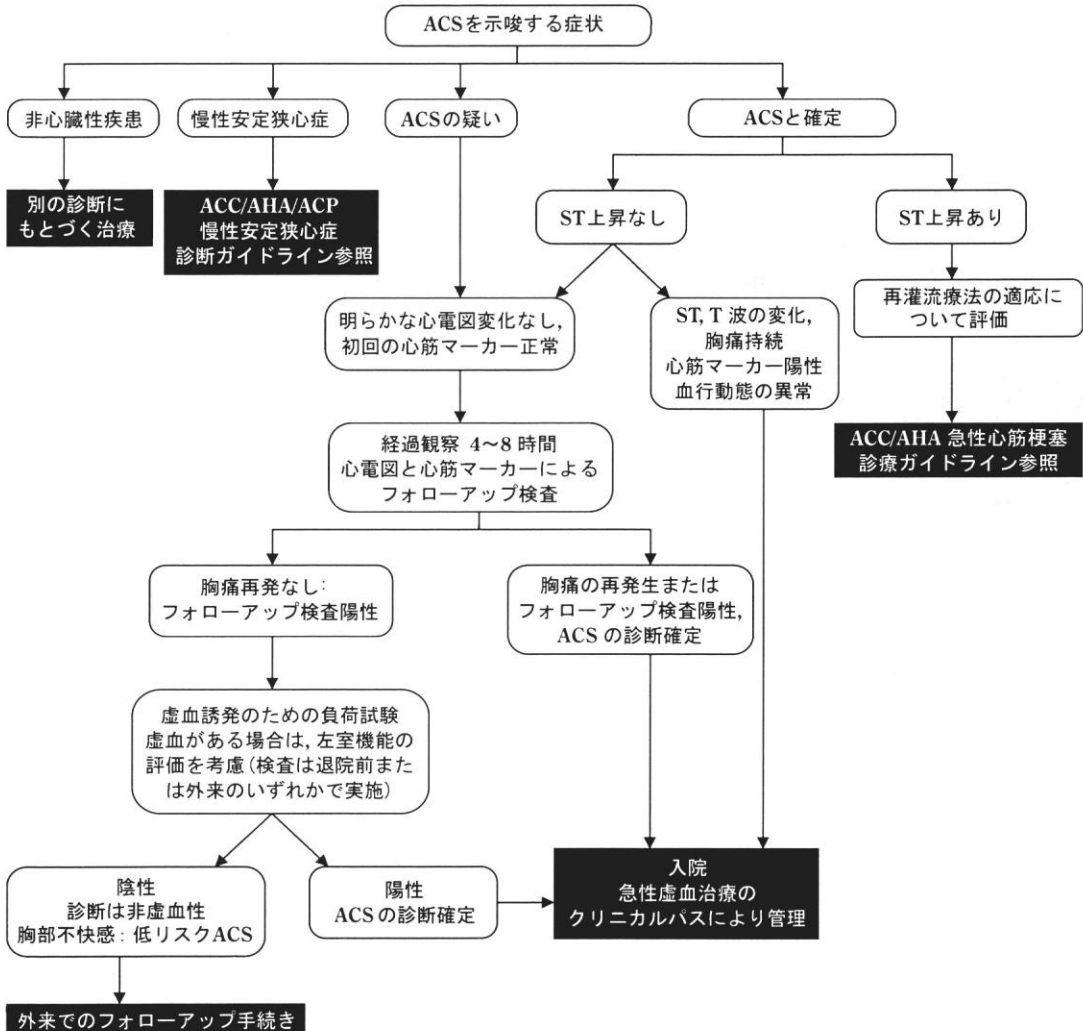 ACSを示唆する症状
非心臓性疾患
慢性安定狭心症
ACSの疑い
ACSと確定
別の診断に
もとづく治療
ACC/AHA/ACP
慢性安定狭心症
診断ガイドライン参照
ST上昇なし
ST上昇あり
明らかな心電図変化なし,
初回の心筋マーカー正常
ST, T 波の変化,
胸痛持続
心筋マーカー陽性
血行動態の異常
再灌流療法の適応に
ついて評価
経過観察 4〜8 時間
心電図と心筋マーカーによる
フォローアップ検査
ACC/AHA 急性心筋梗塞
診療ガイドライン参照
胸痛再発なし:
フォローアップ検査陽性
胸痛の再発生または
フォローアップ検査陽性,
ACS の診断確定
虚血誘発のための負荷試験
虚血がある場合は, 左室機能の
評価を考慮(検査は退院前また
は外来のいずれかで実施)
陰性
診断は非虚血性
胸部不快感: 低リスクACS
陽性
ACSの診断確定
入院
急性虚血治療の
クリニカルパスにより管理
外来でのフォローアップ手続き